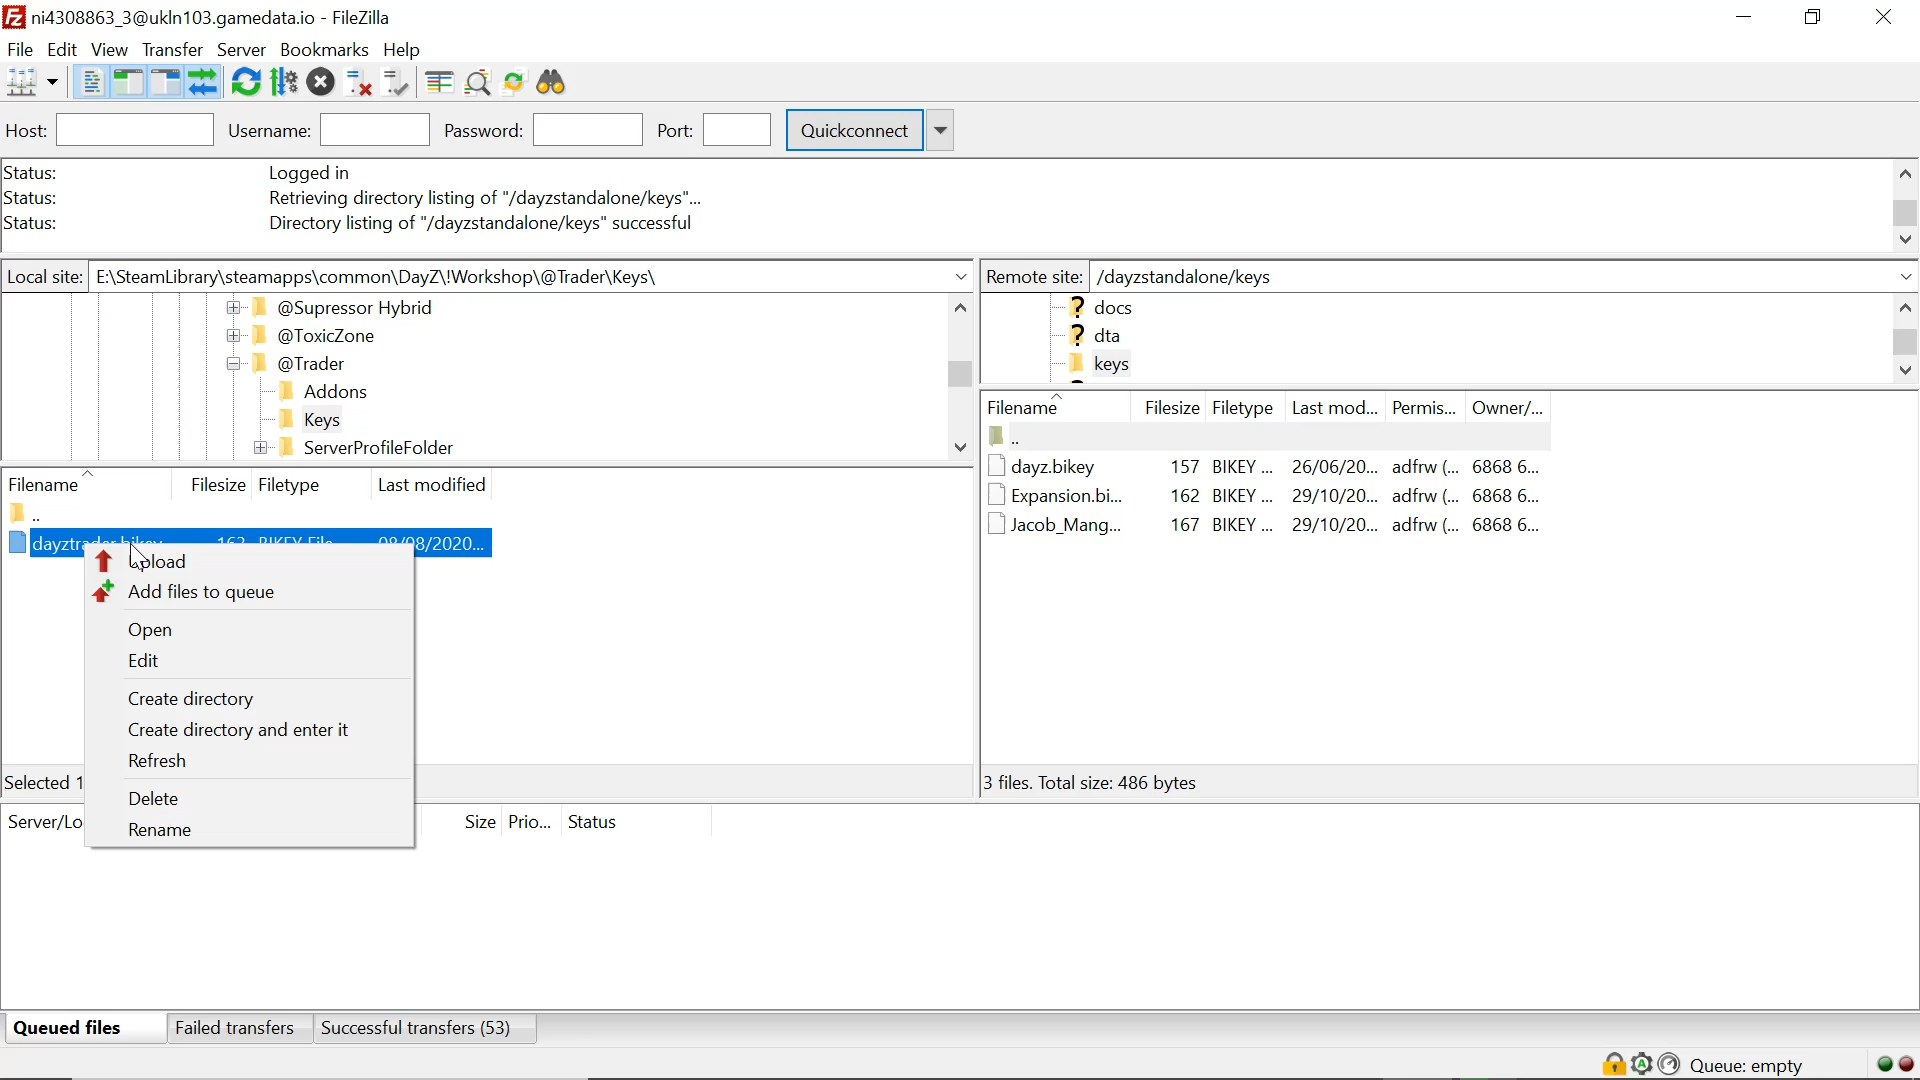 ni4308863_3@ukln103.gamedata.io - FileZilla
File Edit View Transfer Server Bookmarks Help
Host: Username: Password: Port: Quickconnect
Status: Logged in
Status: Retrieving directory listing of "/dayzstandalone/keys"...
Status: Directory listing of "/dayzstandalone/keys" successful
Local site: E:\SteamLibrary\steamapps\common\DayZ\!Workshop\@Trader\Keys\
@Supressor Hybrid
@ToxicZone
@Trader
Addons
Keys
ServerProfileFolder
Filename Filesize Filetype Last modified
..
dayztrader.bikey 163 BIKEY File 08/08/2020...
Upload
Add files to queue
Open
Edit
Create directory
Create directory and enter it
Refresh
Delete
Rename
Selected 1
Remote site: /dayzstandalone/keys
docs
dta
keys
Filename Filesize Filetype Last mod... Permis... Owner/...
..
dayz.bikey 157 BIKEY ... 26/06/20... adfrw (... 6868 6...
Expansion.bi... 162 BIKEY ... 29/10/20... adfrw (... 6868 6...
Jacob_Mang... 167 BIKEY ... 29/10/20... adfrw (... 6868 6...
3 files. Total size: 486 bytes
Server/Lo Size Prio... Status
Queued files Failed transfers Successful transfers (53)
Queue: empty